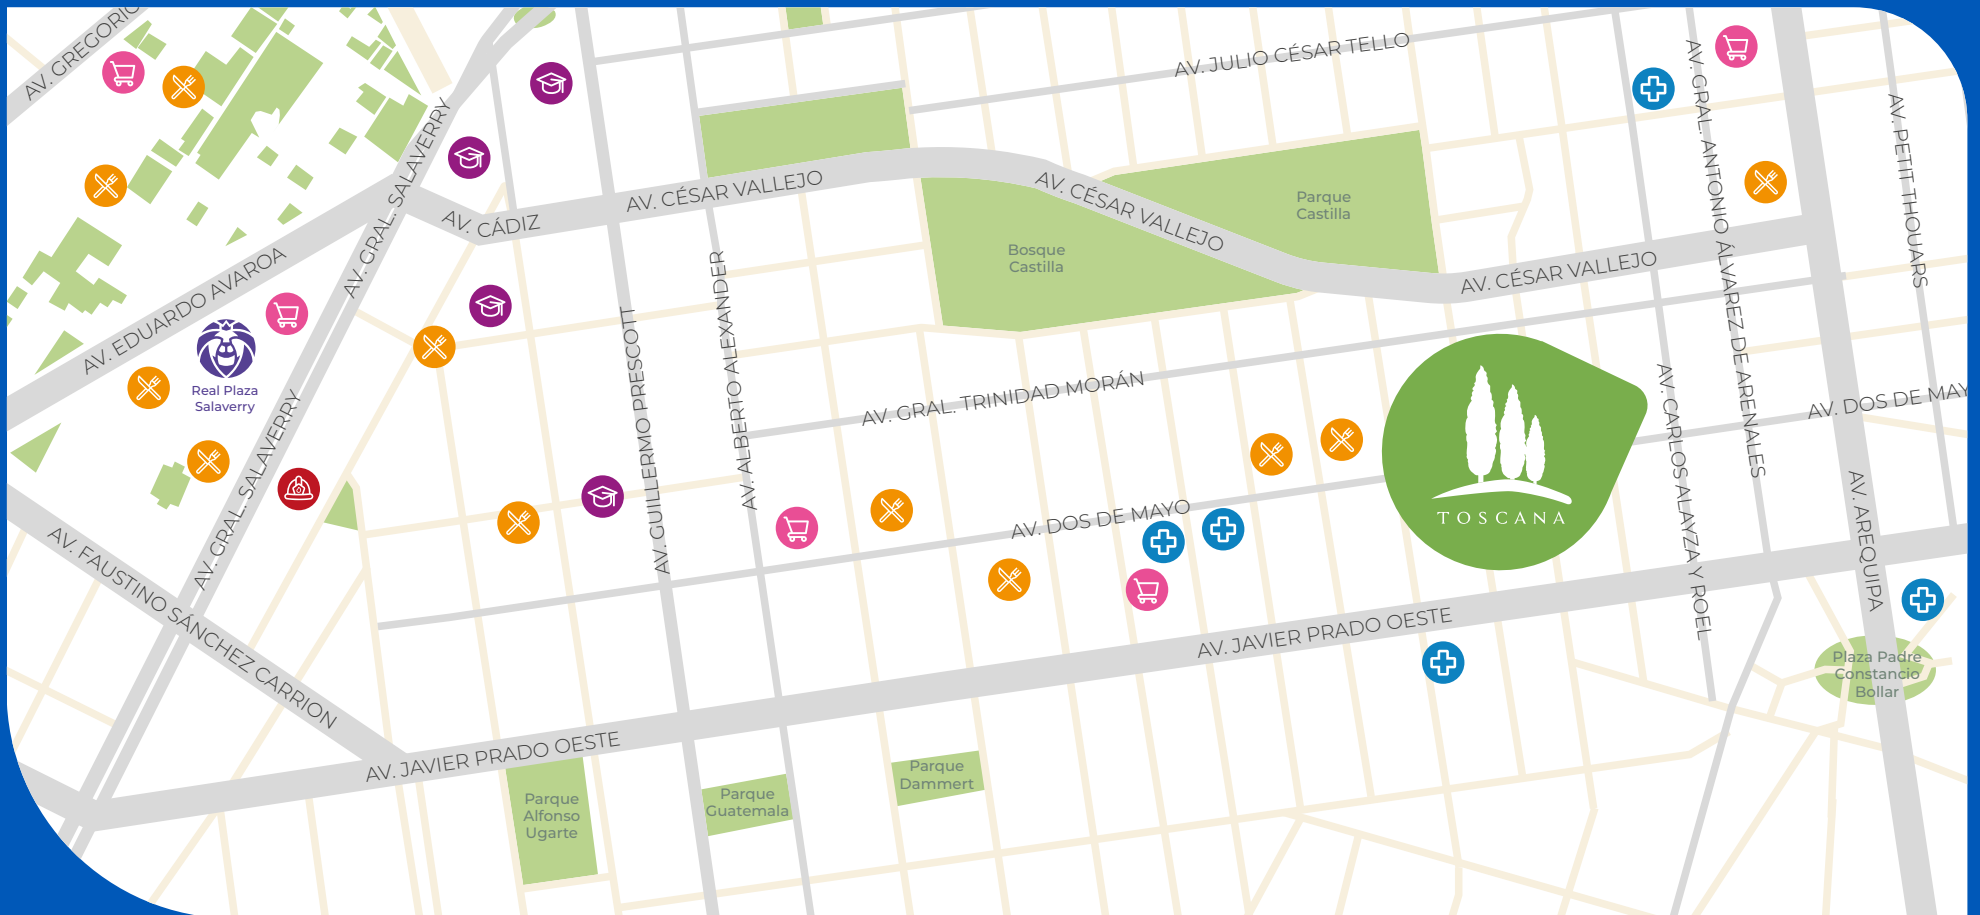 AV. GREGORIO
AV. JULIO CÉSAR TELLO
AV. GRAL. ANTONIO ÁLVAREZ DE ARENALES
AV. PETIT THOUARS
AV. GRAL. SALAVERRY
AV. CÉSAR VALLEJO
AV. CÁDIZ
AV. CÉSAR VALLEJO
Parque
Castilla
Bosque
Castilla
AV. CÉSAR VALLEJO
AV. EDUARDO AVAROA
AV. GUILLERMO PRESCOTT
AV. ALBERTO ALEXANDER
Real Plaza
Salaverry
AV. GRAL. TRINIDAD MORÁN
AV. CARLOS ALAYZA Y ROEL
AV. DOS DE MAY
AV. GRAL. SALAVERRY
AV. DOS DE MAYO
TOSCANA
AV. AREQUIPA
AV. FAUSTINO SÁNCHEZ CARRION
AV. JAVIER PRADO OESTE
Plaza Padre
Constancio
Bollar
AV. JAVIER PRADO OESTE
Parque
Alfonso
Ugarte
Parque
Guatemala
Parque
Dammert